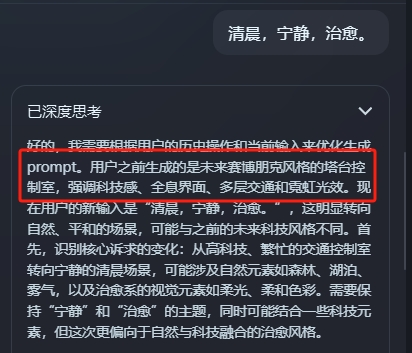 清晨，宁静，治愈。
已深度思考
好的，我需要根据用户的历史操作和当前输入来优化生成
prompt。用户之前生成的是未来赛博朋克风格的塔台控
制室，强调科技感、全息界面、多层交通和霓虹光效。现
在用户的新输入是“清晨，宁静，治愈。”，这明显转向
自然、平和的场景，可能与之前的未来科技风格不同。首
先，识别核心诉求的变化：从高科技、繁忙的交通控制室
转向宁静的清晨场景，可能涉及自然元素如森林、湖泊、
雾气，以及治愈系的视觉元素如柔光、柔和色彩。需要保
持“宁静”和“治愈”的主题，同时可能结合一些科技元
素，但这次更偏向于自然与科技融合的治愈风格。